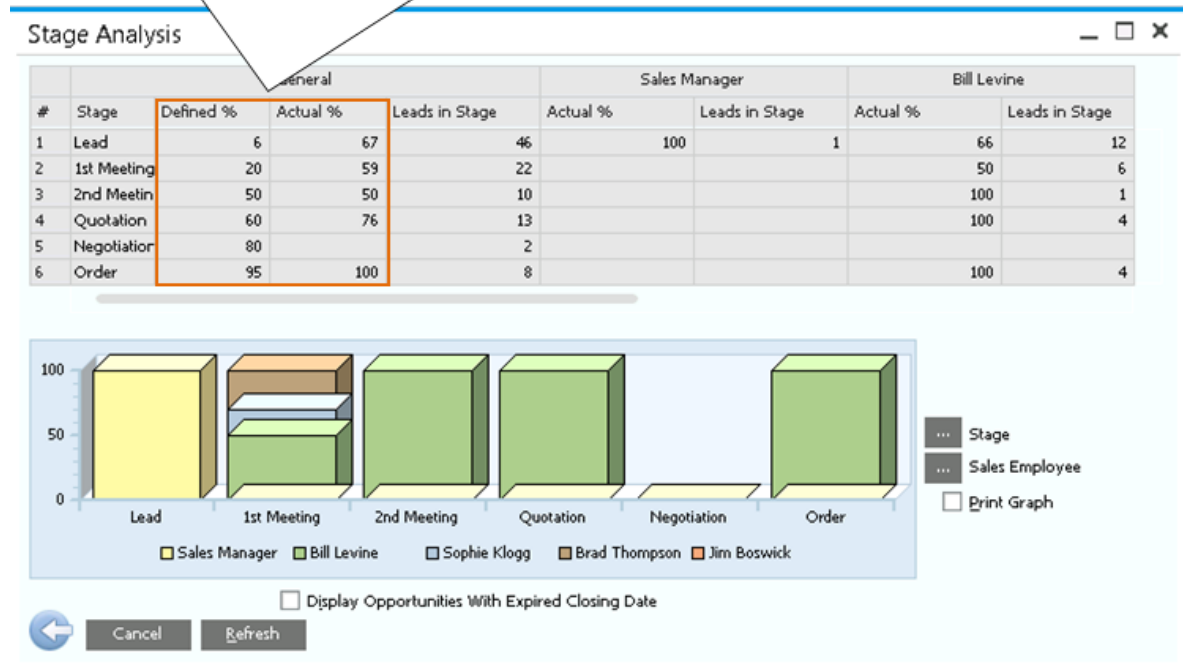 Stage Analysis
General Sales Manager Bill Levine
# Stage Defined % Actual % Leads in Stage Actual % Leads in Stage Actual % Leads in Stage
1 Lead 6 67 46 100 1 66 12
2 1st Meeting 20 59 22 50 6
3 2nd Meetin 50 50 10 100 1
4 Quotation 60 76 13 100 4
5 Negotiation 80 2
6 Order 95 100 8 100 4
100
50
0
Lead 1st Meeting 2nd Meeting Quotation Negotiation Order
Sales Manager Bill Levine Sophie Klogg Brad Thompson Jim Boswick
... Stage
... Sales Employee
Print Graph
Display Opportunities With Expired Closing Date
Cancel Refresh